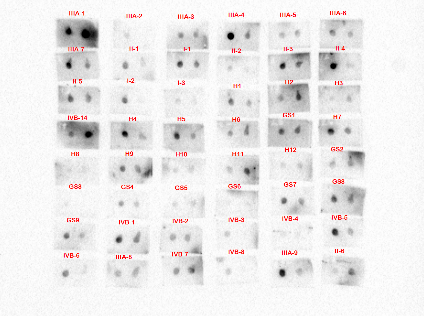 IIIA-1 IIIA-2 IIIA-3 IIIA-4 IIIA-5 IIIA-6
IIIA-7 II-1 I-1 II-2 II-3 II-4
II-5 I-2 I-3 H1 H2 H3
IVB-14 H4 H5 H6 GS1 H7
H8 H9 H10 H11 H12 GS2
GS3 GS4 GS5 GS6 GS7 GS8
GS9 IVB-1 IVB-2 IVB-3 IVB-4 IVB-5
IVB-6 IIIA-8 IVB-7 IVB-8 IIIA-9 II-6